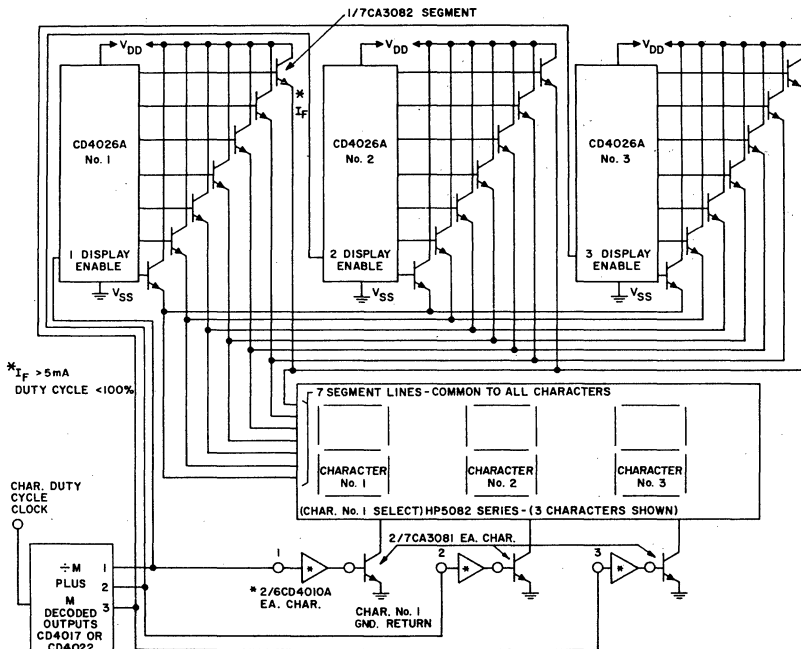 1/7CA3082 SEGMENT
VDD
VDD
VDD
*
IF
CD4026A
No. 1
CD4026A
No. 2
CD4026A
No. 3
1 DISPLAY
ENABLE
2 DISPLAY
ENABLE
3 DISPLAY
ENABLE
VSS
VSS
VSS
*IF >5mA
DUTY CYCLE <100%
7 SEGMENT LINES-COMMON TO ALL CHARACTERS
CHARACTER
No. 1
CHARACTER
No. 2
CHARACTER
No. 3
(CHAR. No. 1 SELECT) HP5082 SERIES-(3 CHARACTERS SHOWN)
CHAR. DUTY
CYCLE
CLOCK
2/7CA3081 EA. CHAR.
1
*
2
*
3
*
* 2/6CD4010A
EA. CHAR.
CHAR. No. 1
GND. RETURN
÷M
PLUS
M
DECODED
OUTPUTS
CD4017 OR
CD4022
1
2
3